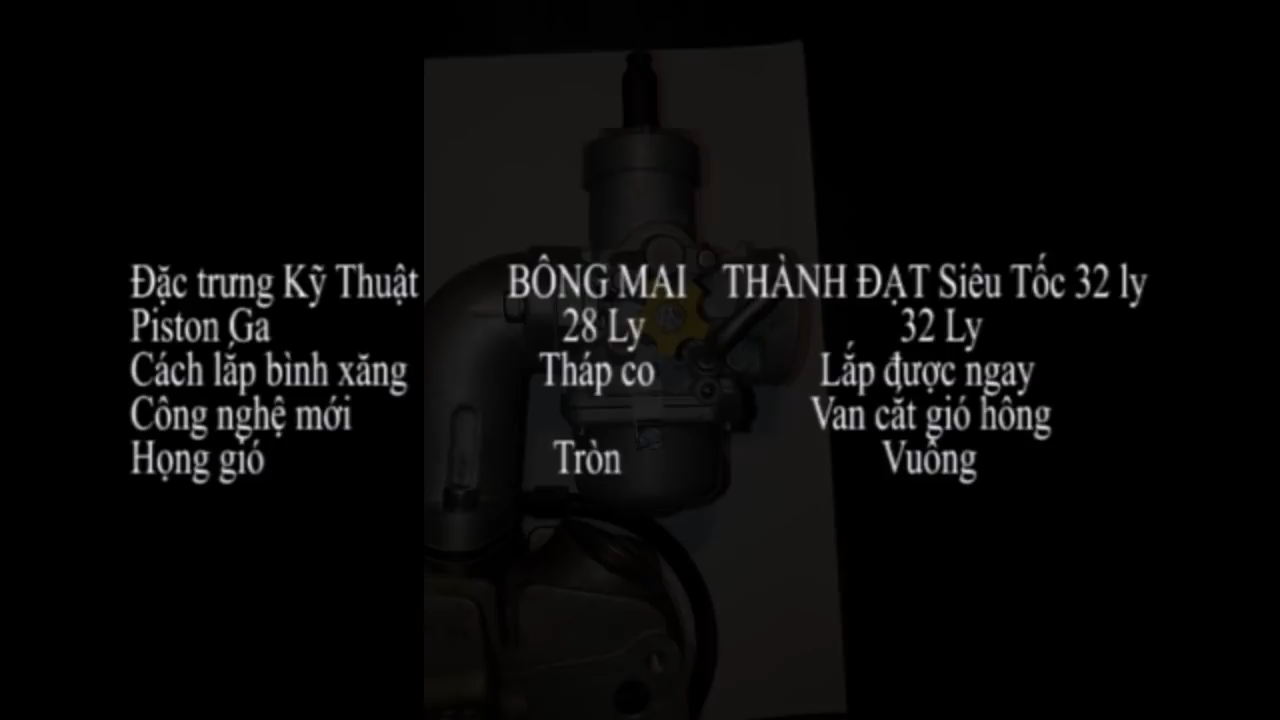 Đặc trưng Kỹ Thuật BÔNG MAI THÀNH ĐẠT Siêu Tốc 32 ly
Piston Ga 28 Ly 32 Ly
Cách lắp bình xăng Tháp co Lắp được ngay
Công nghệ mới Van cắt gió hông
Họng gió Tròn Vuông